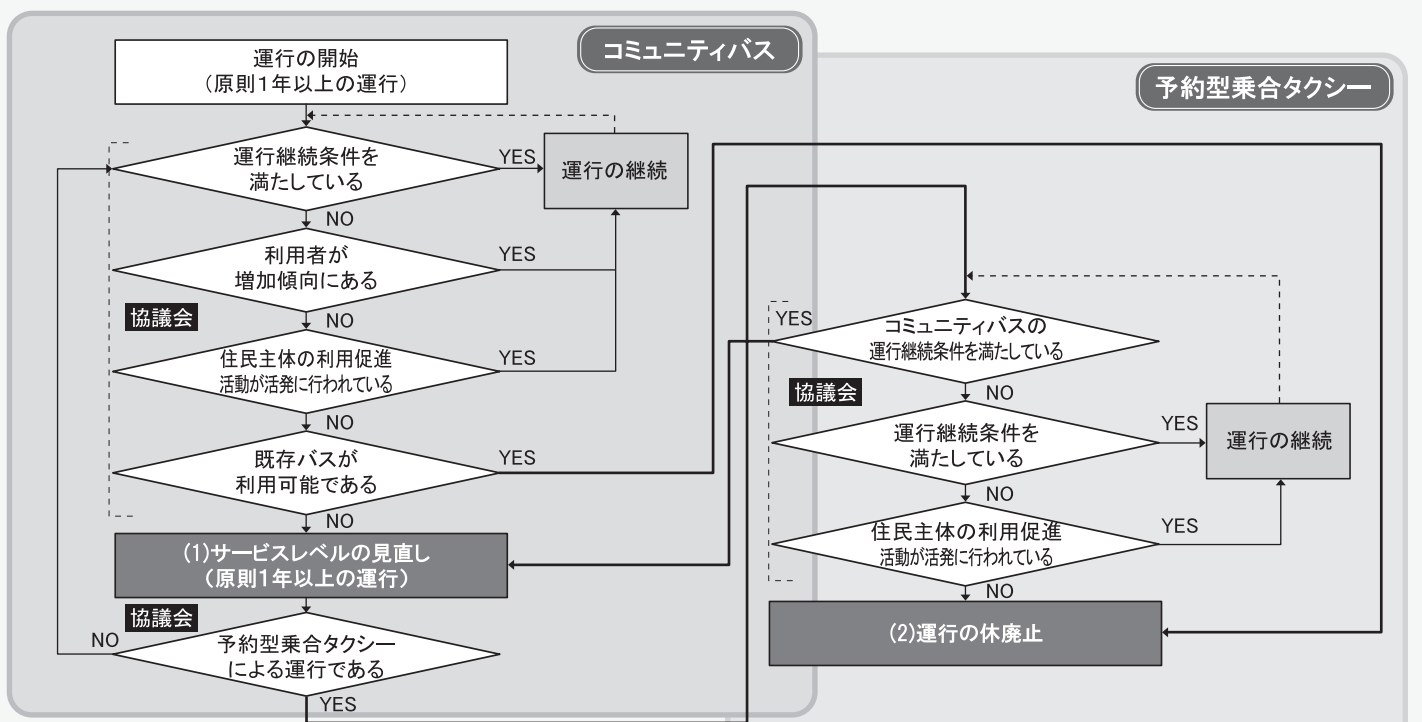 コミュニティバス
運行の開始
(原則1年以上の運行)
運行継続条件を
満たしている
YES
運行の継続
NO
利用者が
増加傾向にある
YES
協議会
NO
住民主体の利用促進
活動が活発に行われている
YES
NO
既存バスが
利用可能である
YES
NO
(1)サービスレベルの見直し
(原則1年以上の運行)
協議会
NO
予約型乗合タクシー
による運行である
YES
予約型乗合タクシー
YES
コミュニティバスの
運行継続条件を満たしている
協議会
NO
運行継続条件を
満たしている
YES
運行の継続
NO
住民主体の利用促進
活動が活発に行われている
YES
NO
(2)運行の休廃止